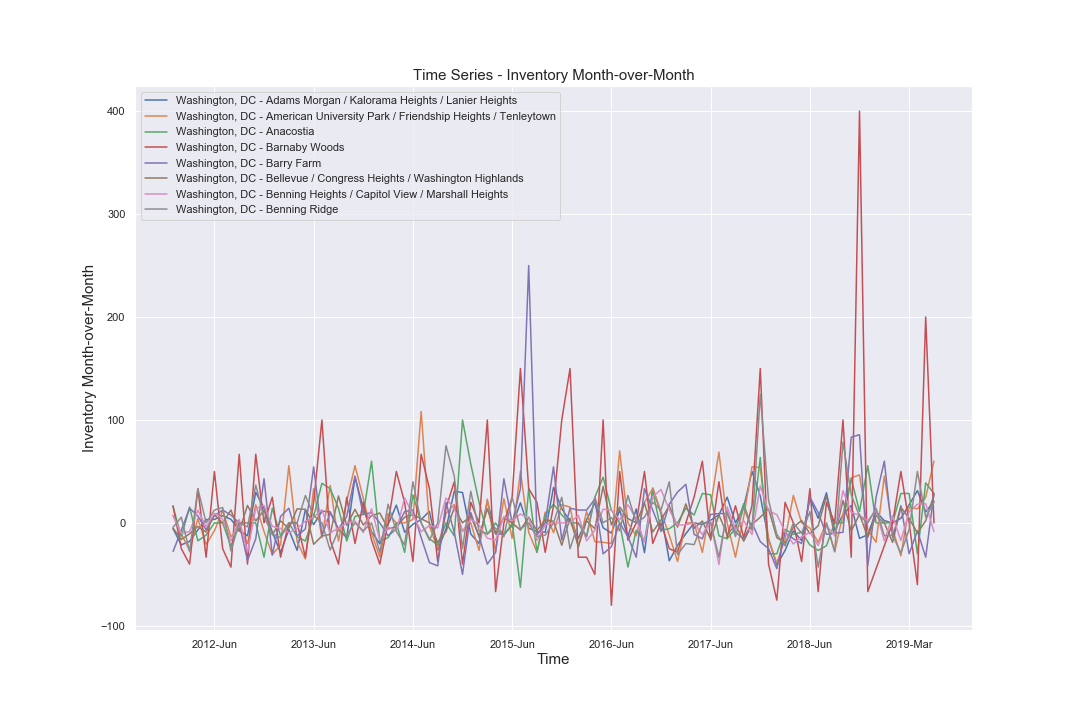 Time Series - Inventory Month-over-Month
Washington, DC - Adams Morgan / Kalorama Heights / Lanier Heights
Washington, DC - American University Park / Friendship Heights / Tenleytown
Washington, DC - Anacostia
Washington, DC - Barnaby Woods
Washington, DC - Barry Farm
Washington, DC - Bellevue / Congress Heights / Washington Highlands
Washington, DC - Benning Heights / Capitol View / Marshall Heights
Washington, DC - Benning Ridge
Inventory Month-over-Month
400
300
200
100
0
−100
2012-Jun 2013-Jun 2014-Jun 2015-Jun 2016-Jun 2017-Jun 2018-Jun 2019-Mar
Time